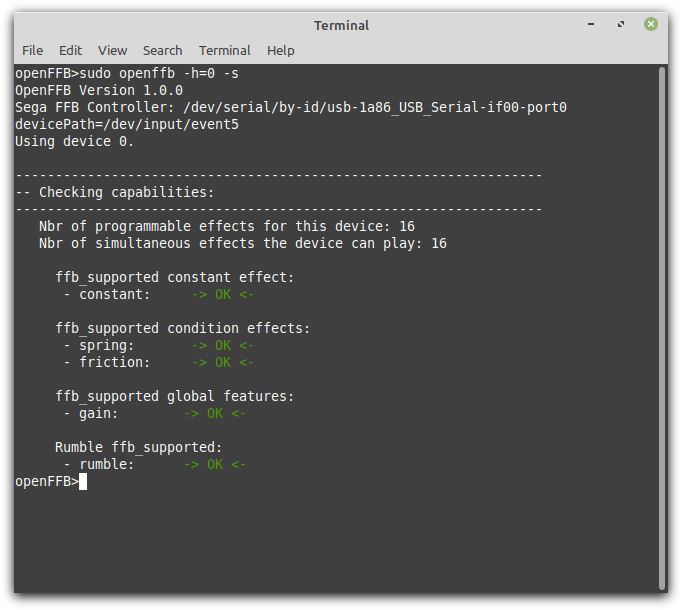 Terminal
File Edit View Search Terminal Help
openFFB>sudo openffb -h=0 -s
OpenFFB Version 1.0.0
Sega FFB Controller: /dev/serial/by-id/usb-1a86_USB_Serial-if00-port0
devicePath=/dev/input/event5
Using device 0.
------------------------------------------------------------------
-- Checking capabilities:
------------------------------------------------------------------
Nbr of programmable effects for this device: 16
Nbr of simultaneous effects the device can play: 16
ffb_supported constant effect:
- constant: -> OK <-
ffb_supported condition effects:
- spring: -> OK <-
- friction: -> OK <-
ffb_supported global features:
- gain: -> OK <-
Rumble ffb_supported:
- rumble: -> OK <-
openFFB>